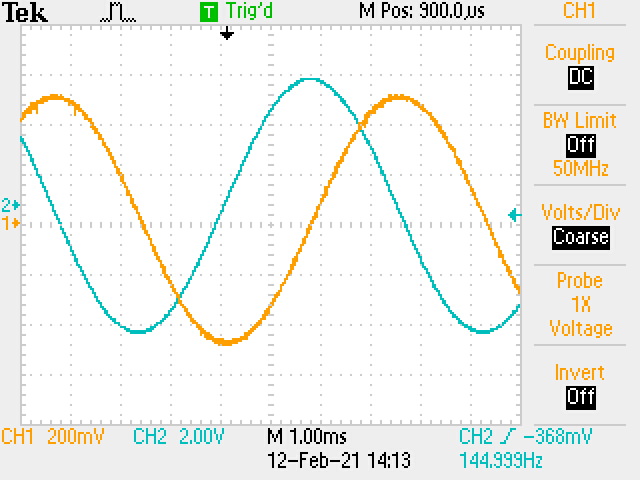 Tek
T Trig'd
M Pos: 900.0µs
CH1
Coupling
DC
BW Limit
Off
50MHz
Volts/Div
Coarse
Probe
1X
Voltage
Invert
Off
2
1
CH1 200mV CH2 2.00V M 1.00ms CH2 -368mV
12-Feb-21 14:13 144.999Hz